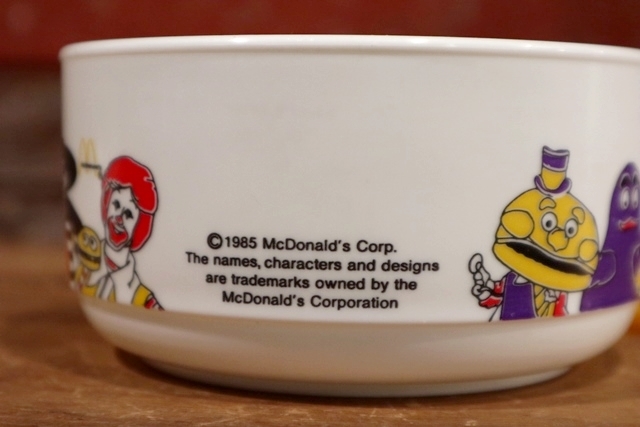 ©1985 McDonald's Corp.
The names, characters and designs
are trademarks owned by the
McDonald's Corporation